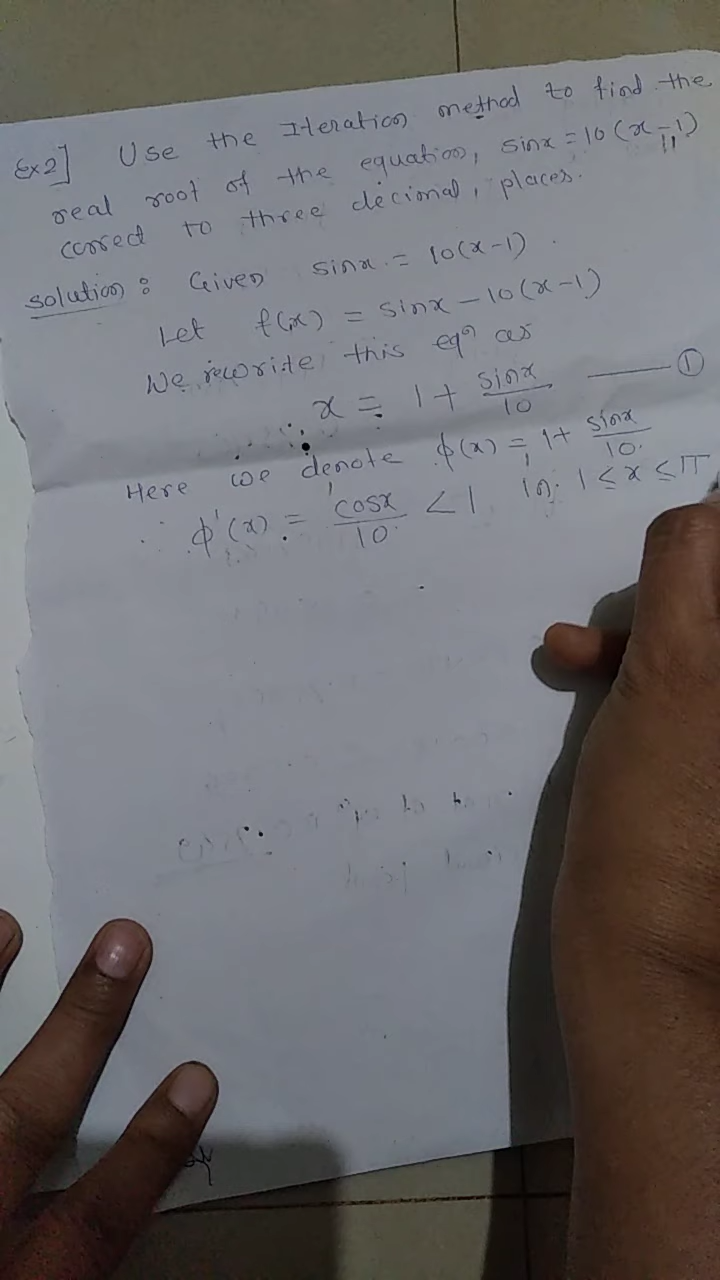 Ex2] Use the Iteration method to find the
real root of the equation, sinx = 10(x-1)
correct to three decimal, places.
Solution : Given sinx = 10(x-1).
Let f(x) = sinx - 10(x-1)
We rewrite this eqn as
∴ x = 1 + sinx/10 — ①
Here we denote ϕ(x) = 1 + sinx/10.
∴ ϕ'(x) = cosx/10 < 1 in 1 ≤ x ≤ π